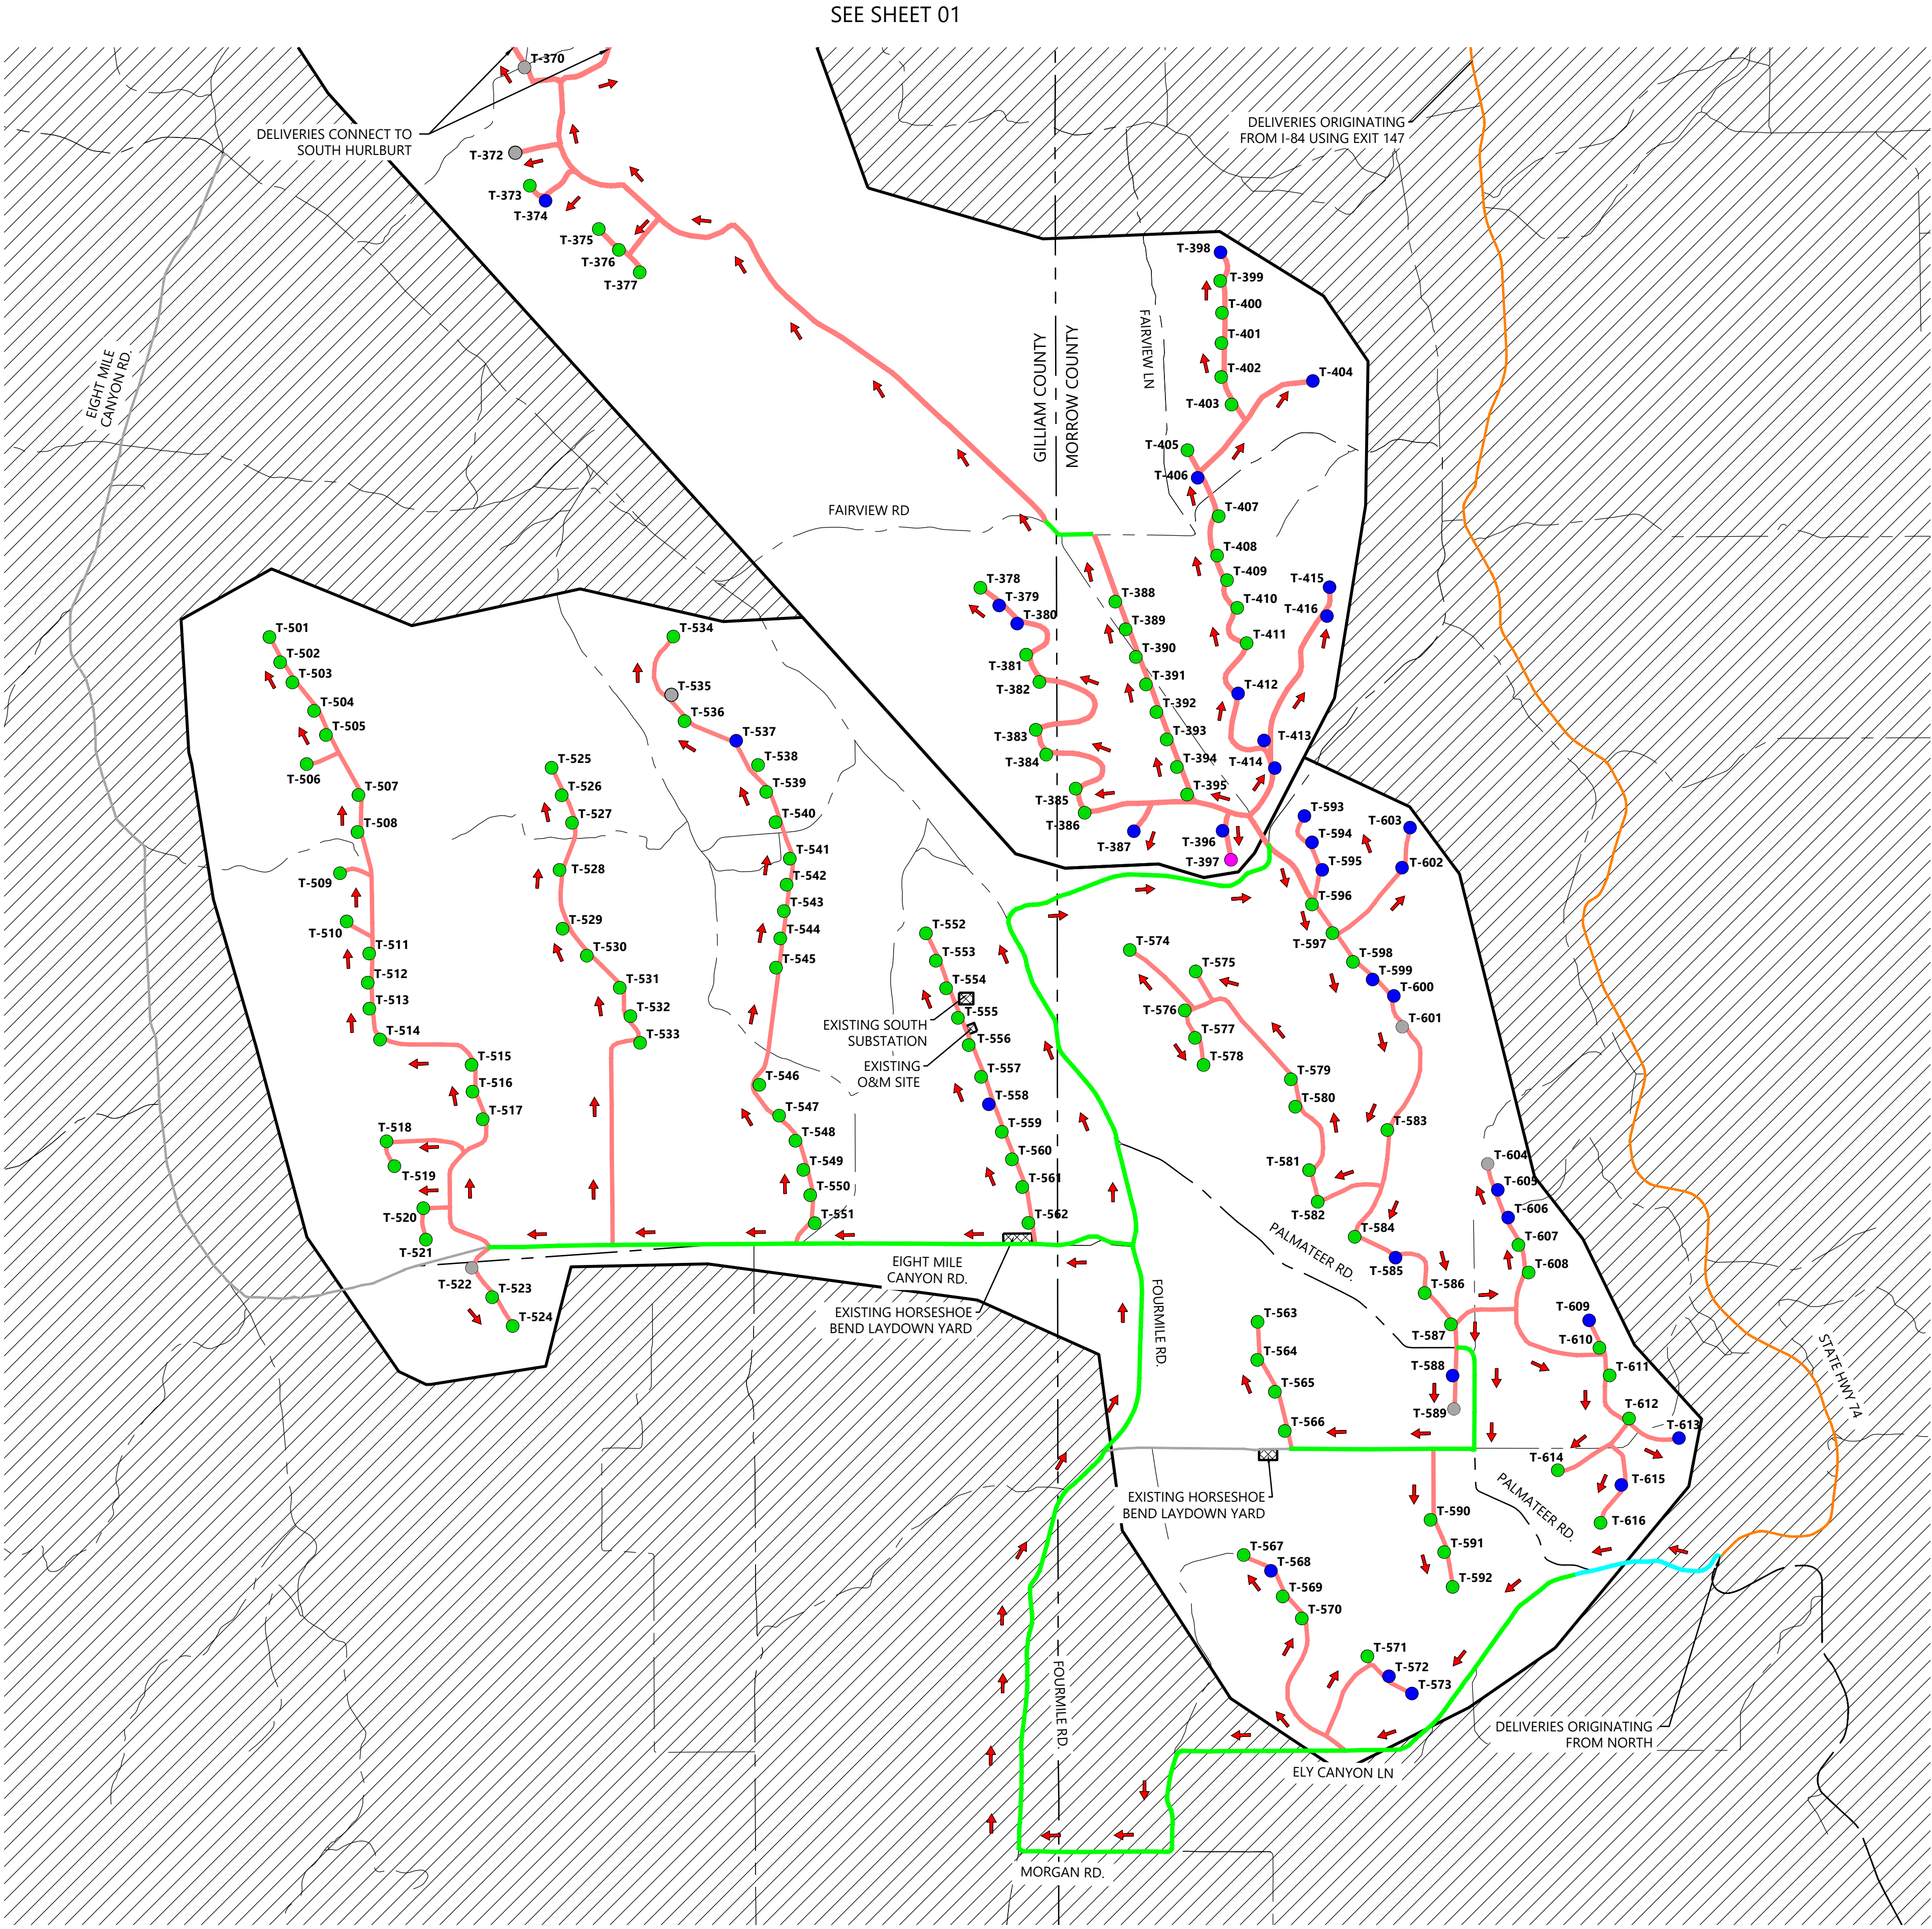 SEE SHEET 01
T-370
DELIVERIES CONNECT TO
SOUTH HURLBURT
T-372
T-373
T-374
T-375
T-376
T-377
DELIVERIES ORIGINATING
FROM I-84 USING EXIT 147
T-398
T-399
T-400
T-401
T-402
T-403
T-404
T-405
T-406
T-407
T-408
T-409
T-410
T-411
T-412
T-413
T-414
T-415
T-416
EIGHT MILE
CANYON RD.
GILLIAM COUNTY
MORROW COUNTY
FAIRVIEW LN
FAIRVIEW RD
T-378
T-379
T-380
T-381
T-382
T-383
T-384
T-385
T-386
T-387
T-388
T-389
T-390
T-391
T-392
T-393
T-394
T-395
T-396
T-397
T-501
T-502
T-503
T-504
T-505
T-506
T-507
T-508
T-509
T-510
T-511
T-512
T-513
T-514
T-515
T-516
T-517
T-518
T-519
T-520
T-521
T-522
T-523
T-524
T-525
T-526
T-527
T-528
T-529
T-530
T-531
T-532
T-533
T-534
T-535
T-536
T-537
T-538
T-539
T-540
T-541
T-542
T-543
T-544
T-545
T-546
T-547
T-548
T-549
T-550
T-551
T-552
T-553
T-554
T-555
T-556
T-557
T-558
T-559
T-560
T-561
T-562
EXISTING SOUTH
SUBSTATION
EXISTING
O&M SITE
EIGHT MILE
CANYON RD.
EXISTING HORSESHOE
BEND LAYDOWN YARD
FOURMILE RD.
T-593
T-594
T-595
T-596
T-597
T-598
T-599
T-600
T-601
T-602
T-603
T-574
T-575
T-576
T-577
T-578
T-579
T-580
T-581
T-582
T-583
T-584
T-585
T-586
T-587
T-588
T-589
PALMATEER RD.
T-604
T-605
T-606
T-607
T-608
T-609
T-610
T-611
T-612
T-613
T-614
T-615
T-616
STATE HWY 74
T-563
T-564
T-565
T-566
EXISTING HORSESHOE
BEND LAYDOWN YARD
PALMATEER RD.
T-590
T-591
T-592
T-567
T-568
T-569
T-570
T-571
T-572
T-573
FOURMILE RD.
DELIVERIES ORIGINATING
FROM NORTH
ELY CANYON LN
MORGAN RD.